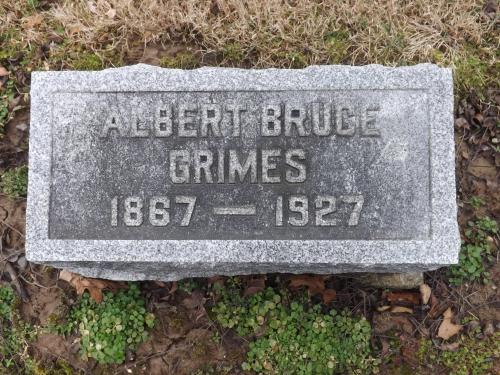 ALBERT BRUCE
GRIMES
1867 — 1927